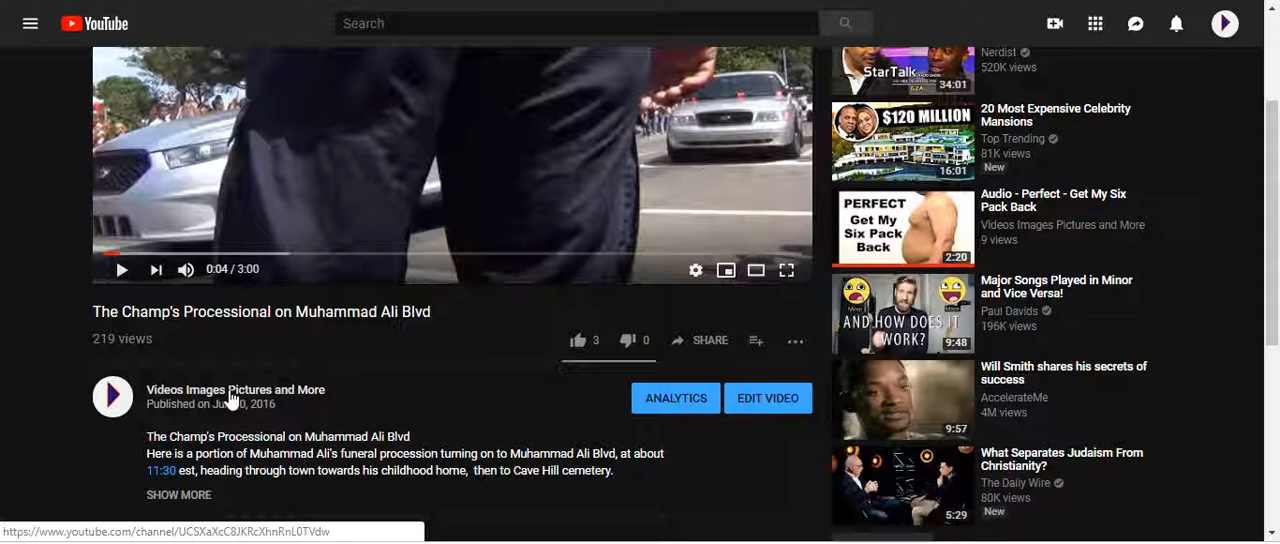 YouTube
Search
0:04 / 3:00
The Champ's Processional on Muhammad Ali Blvd
219 views
3
0
SHARE
Videos Images Pictures and More
Published on 0, 2016
ANALYTICS
EDIT VIDEO
The Champ's Processional on Muhammad Ali Blvd
Here is a portion of Muhammad Ali's funeral procession turning on to Muhammad Ali Blvd, at about
11:30 est, heading through town towards his childhood home, then to Cave Hill cemetery.
SHOW MORE
https://www.youtube.com/channel/UCSXaXcC8JKRcXhnRnL0TVdw
StarTalk
34:01
Nerdist
520K views
$120 MILLION
16:01
20 Most Expensive Celebrity
Mansions
Top Trending
81K views
New
PERFECT
Get My
Six Pack
Back
2:20
Audio - Perfect - Get My Six
Pack Back
Videos Images Pictures and More
9 views
Major
Minor
AND HOW DOES IT
WORK?
9:48
Major Songs Played in Minor
and Vice Versa!
Paul Davids
196K views
9:57
Will Smith shares his secrets of
success
AccelerateMe
4M views
5:29
What Separates Judaism From
Christianity?
The Daily Wire
80K views
New